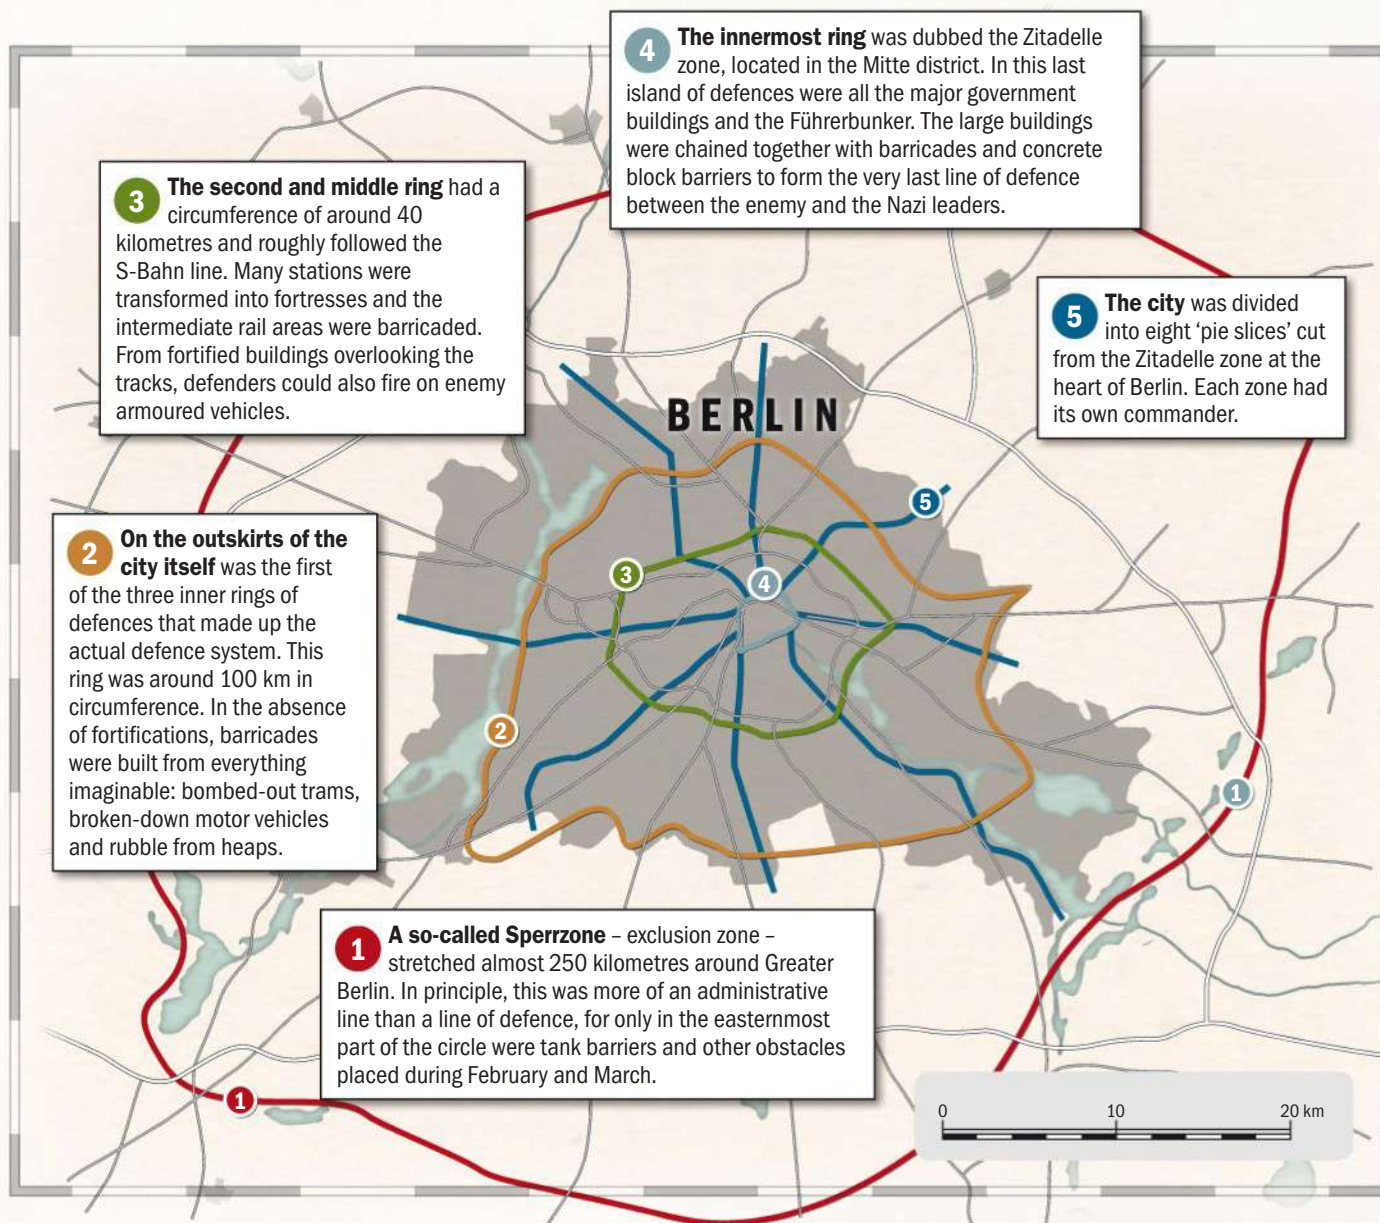 4
The innermost ring was dubbed the Zitadelle
zone, located in the Mitte district. In this last
island of defences were all the major government
buildings and the Führerbunker. The large buildings
were chained together with barricades and concrete
block barriers to form the very last line of defence
between the enemy and the Nazi leaders.
3
The second and middle ring had a
circumference of around 40
kilometres and roughly followed the
S-Bahn line. Many stations were
transformed into fortresses and the
intermediate rail areas were barricaded.
From fortified buildings overlooking the
tracks, defenders could also fire on enemy
armoured vehicles.
5
The city was divided
into eight ‘pie slices’ cut
from the Zitadelle zone at the
heart of Berlin. Each zone had
its own commander.
BERLIN
5
3
4
2
1
2
On the outskirts of the
city itself was the first
of the three inner rings of
defences that made up the
actual defence system. This
ring was around 100 km in
circumference. In the absence
of fortifications, barricades
were built from everything
imaginable: bombed-out trams,
broken-down motor vehicles
and rubble from heaps.
1
A so-called Sperrzone – exclusion zone –
stretched almost 250 kilometres around Greater
Berlin. In principle, this was more of an administrative
line than a line of defence, for only in the easternmost
part of the circle were tank barriers and other obstacles
placed during February and March.
1
0 10 20 km